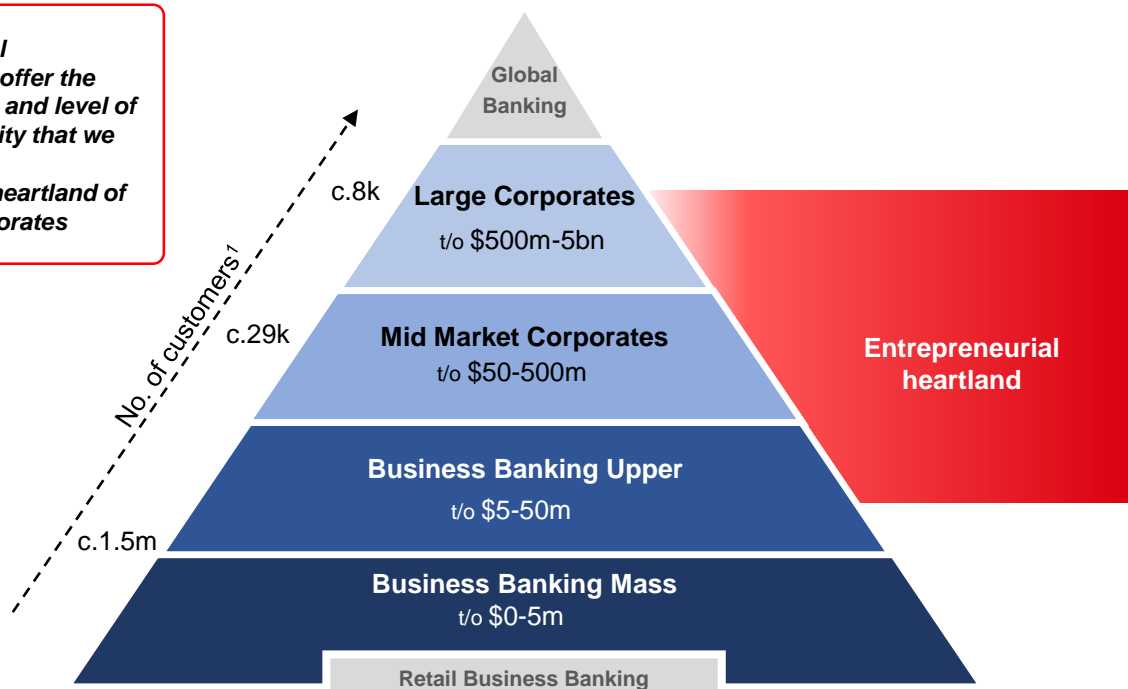 offer the
and level of
ity that we
heartland of
orates
Global
Banking
c.8k
Large Corporates
t/o $500m-5bn
No. of customers1
c.29k
Mid Market Corporates
t/o $50-500m
Entrepreneurial
heartland
Business Banking Upper
t/o $5-50m
c.1.5m
Business Banking Mass
t/o $0-5m
Retail Business Banking